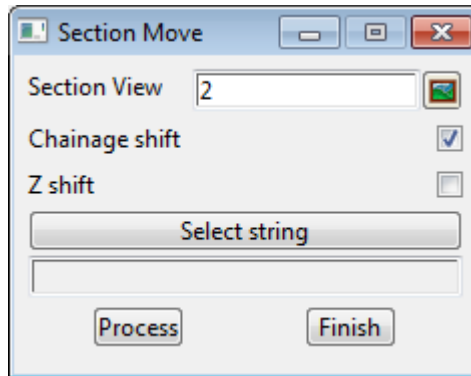 Section Move
Section View 2
Chainage shift
Z shift
Select string
Process Finish